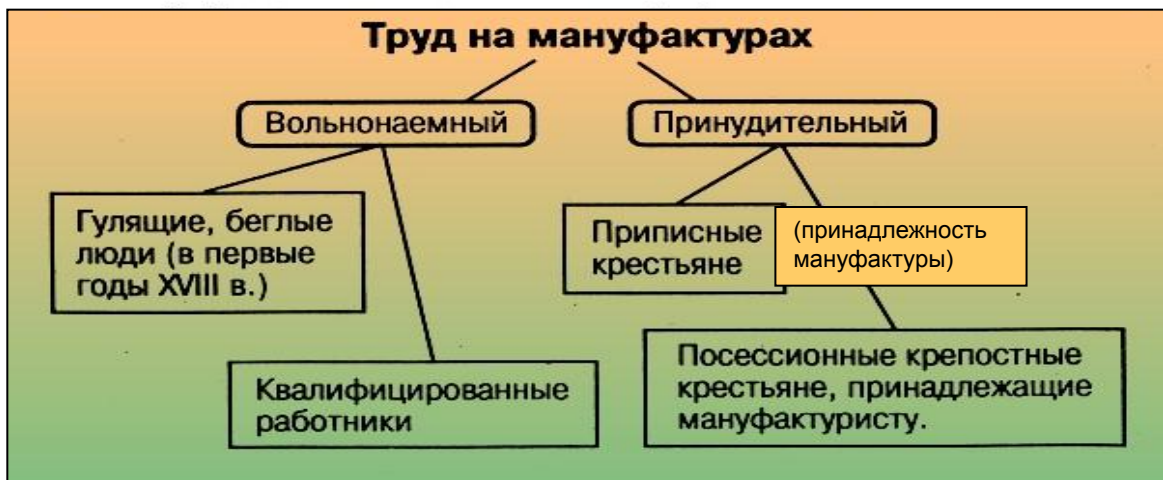 Труд на мануфактурах
Вольнонаемный
Принудительный
Гулящие, беглые
люди (в первые
годы XVIII в.)
Приписные
крестьяне
(принадлежность
мануфактуры)
Квалифицированные
работники
Посессионные крепостные
крестьяне, принадлежащие
мануфактуристу.